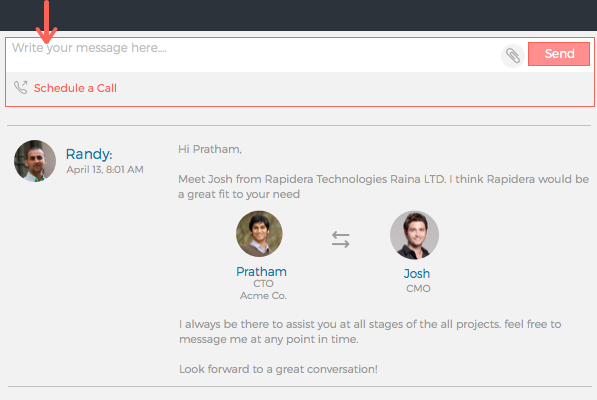 Write your message here....
Send
Schedule a Call
Randy:
April 13, 8:01 AM
Hi Pratham,
Meet Josh from Rapidera Technologies Raina LTD. I think Rapidera would be
a great fit to your need
Pratham
CTO
Acme Co.
Josh
CMO
I always be there to assist you at all stages of the all projects. feel free to
message me at any point in time.
Look forward to a great conversation!